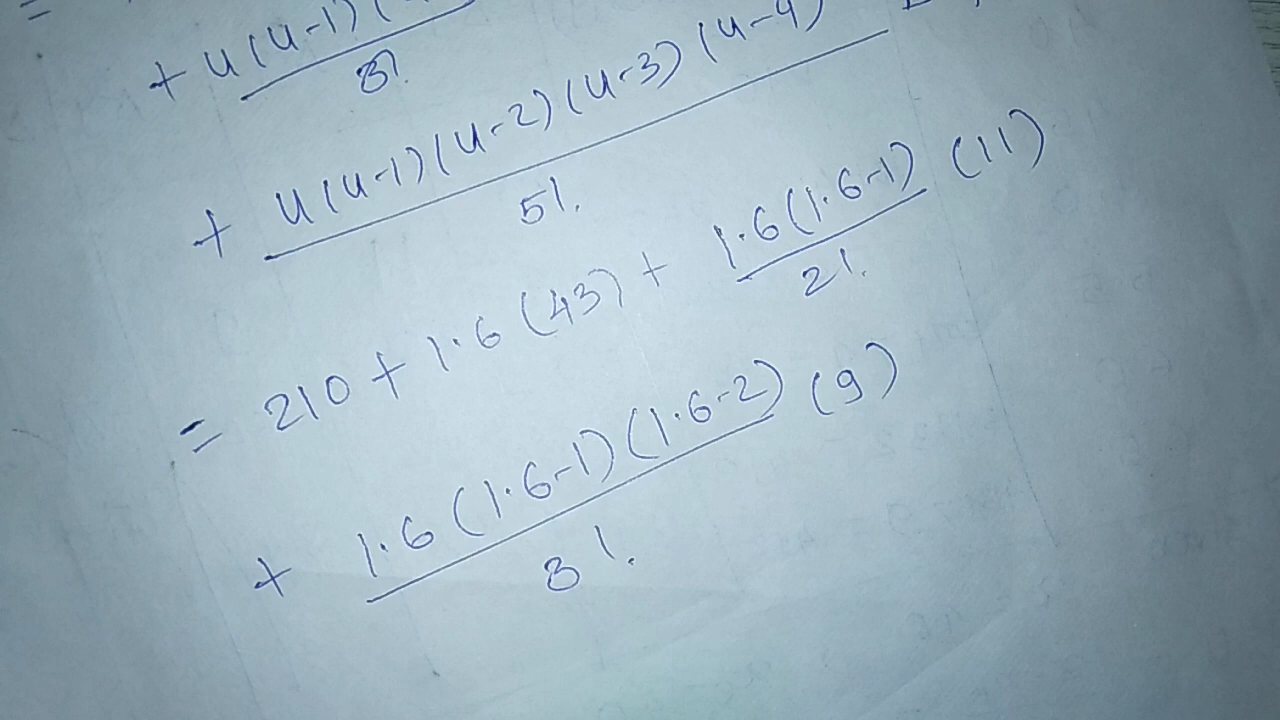 =
+ u(u-1)(
3!
+ u(u-1)(u-2)(u-3)(u-4)
5!
= 210 + 1.6 (43) + 1.6(1.6-1) (11)
2!
+ 1.6 (1.6-1)(1.6-2) (9)
3!